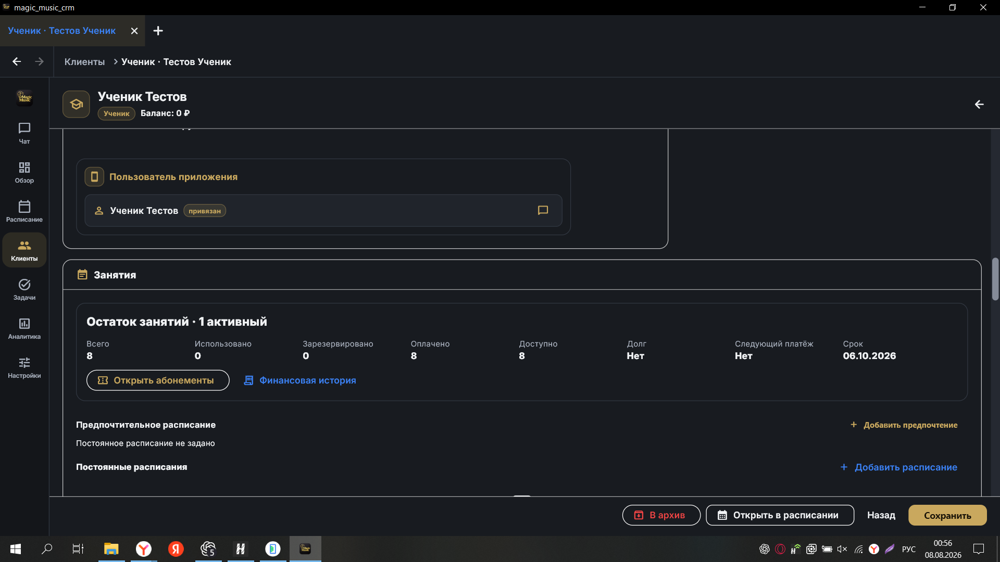 magic_music_crm
Ученик · Тестов Ученик
Клиенты > Ученик · Тестов Ученик
Magic Music
Чат
Обзор
Расписание
Клиенты
Задачи
Аналитика
Настройки
Ученик Тестов
Ученик Баланс: 0 ₽
Пользователь приложения
Ученик Тестов привязан
Занятия
Остаток занятий · 1 активный
Всего Использовано Зарезервировано Оплачено Доступно Долг Следующий платёж Срок
8 0 0 8 8 Нет Нет 06.10.2026
Открыть абонементы Финансовая история
Предпочтительное расписание + Добавить предпочтение
Постоянное расписание не задано
Постоянные расписания + Добавить расписание
В архив Открыть в расписании Назад Сохранить
РУС 00:56
08.08.2026